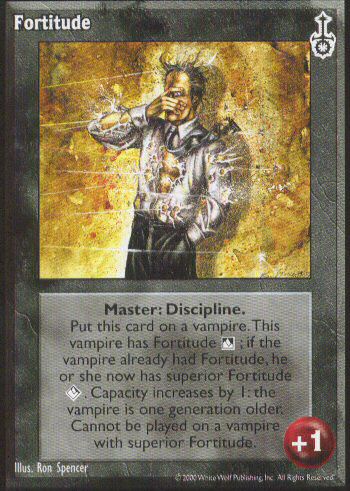 Fortitude
Master: Discipline.
Put this card on a vampire. This
vampire has Fortitude ; if the
vampire already had Fortitude, he
or she now has superior Fortitude
. Capacity increases by 1: the
vampire is one generation older.
Cannot be played on a vampire
with superior Fortitude.
+1
Illus. Ron Spencer
© 2000 White Wolf Publishing, Inc. All Rights Reserved.